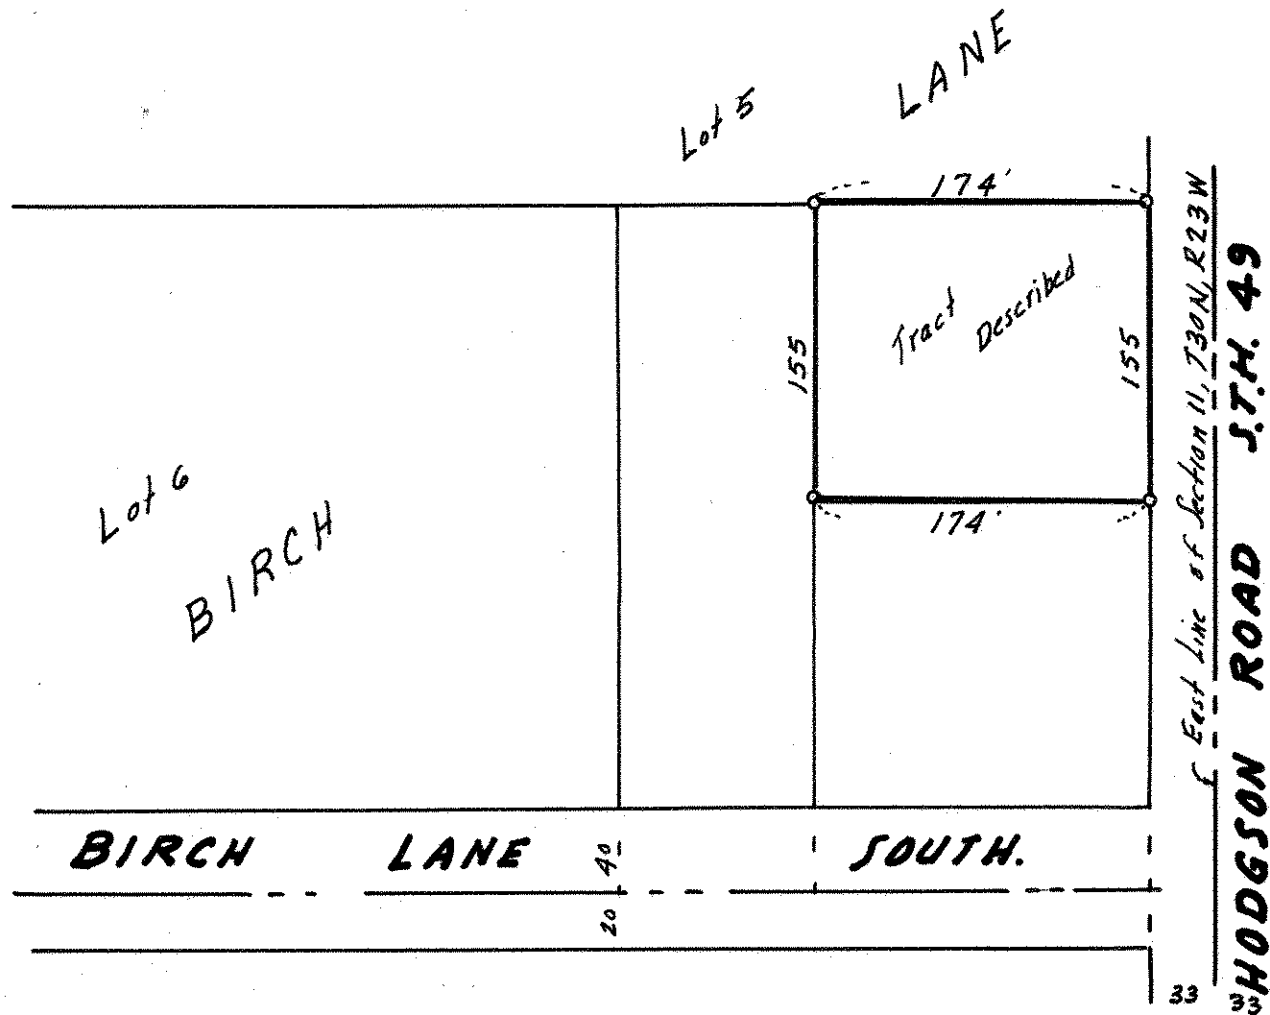 LANE
Lot 5
174'
Tract Described
155
155
174'
Lot 6
BIRCH
East Line of Section 11, T30N, R23W
HODGSON ROAD S.T.H. 49
BIRCH LANE SOUTH.
40
20
33
33